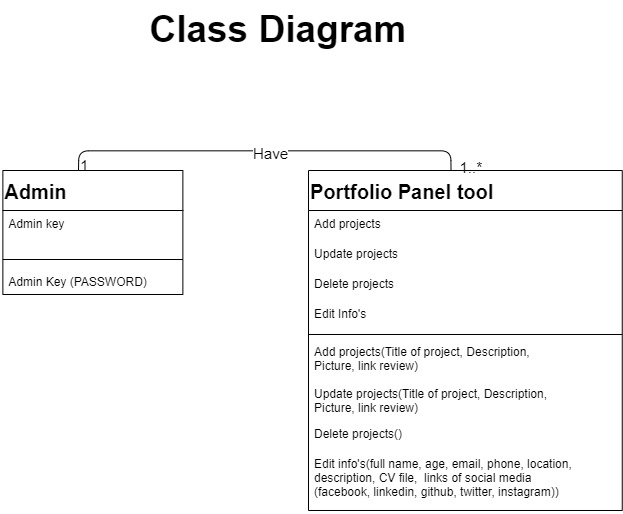 Class Diagram
Have
1
1..*
Admin
Admin key
Admin Key (PASSWORD)
Portfolio Panel tool
Add projects
Update projects
Delete projects
Edit Info's
Add projects(Title of project, Description,
Picture, link review)
Update projects(Title of project, Description,
Picture, link review)
Delete projects()
Edit info's(full name, age, email, phone, location,
description, CV file, links of social media
(facebook, linkedin, github, twitter, instagram))